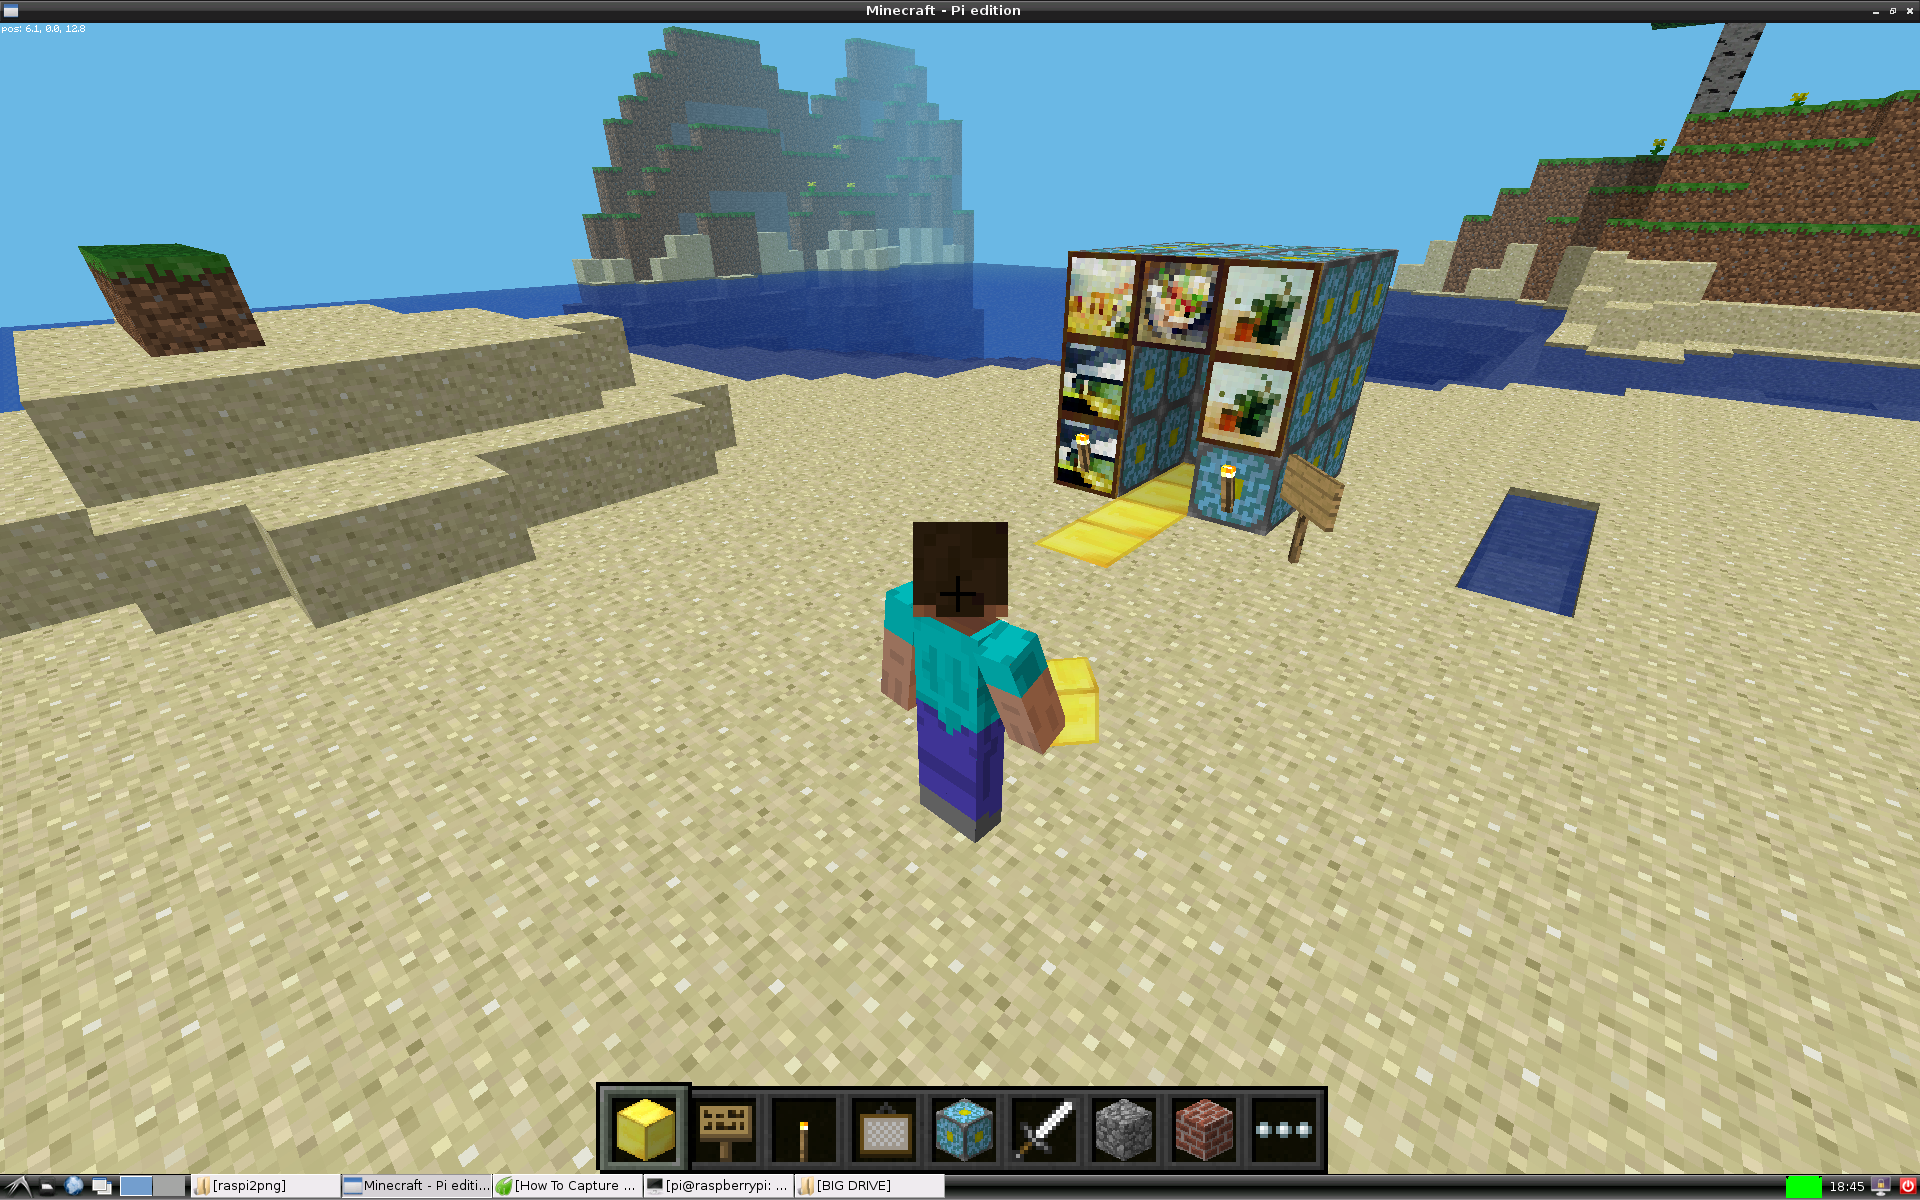 Minecraft - Pi edition
pos: 6.1, 0.0, 12.8
[raspi2png]
Minecraft - Pi editi...
[How To Capture ...
[pi@raspberrypi: ...
[BIG DRIVE]
18:45